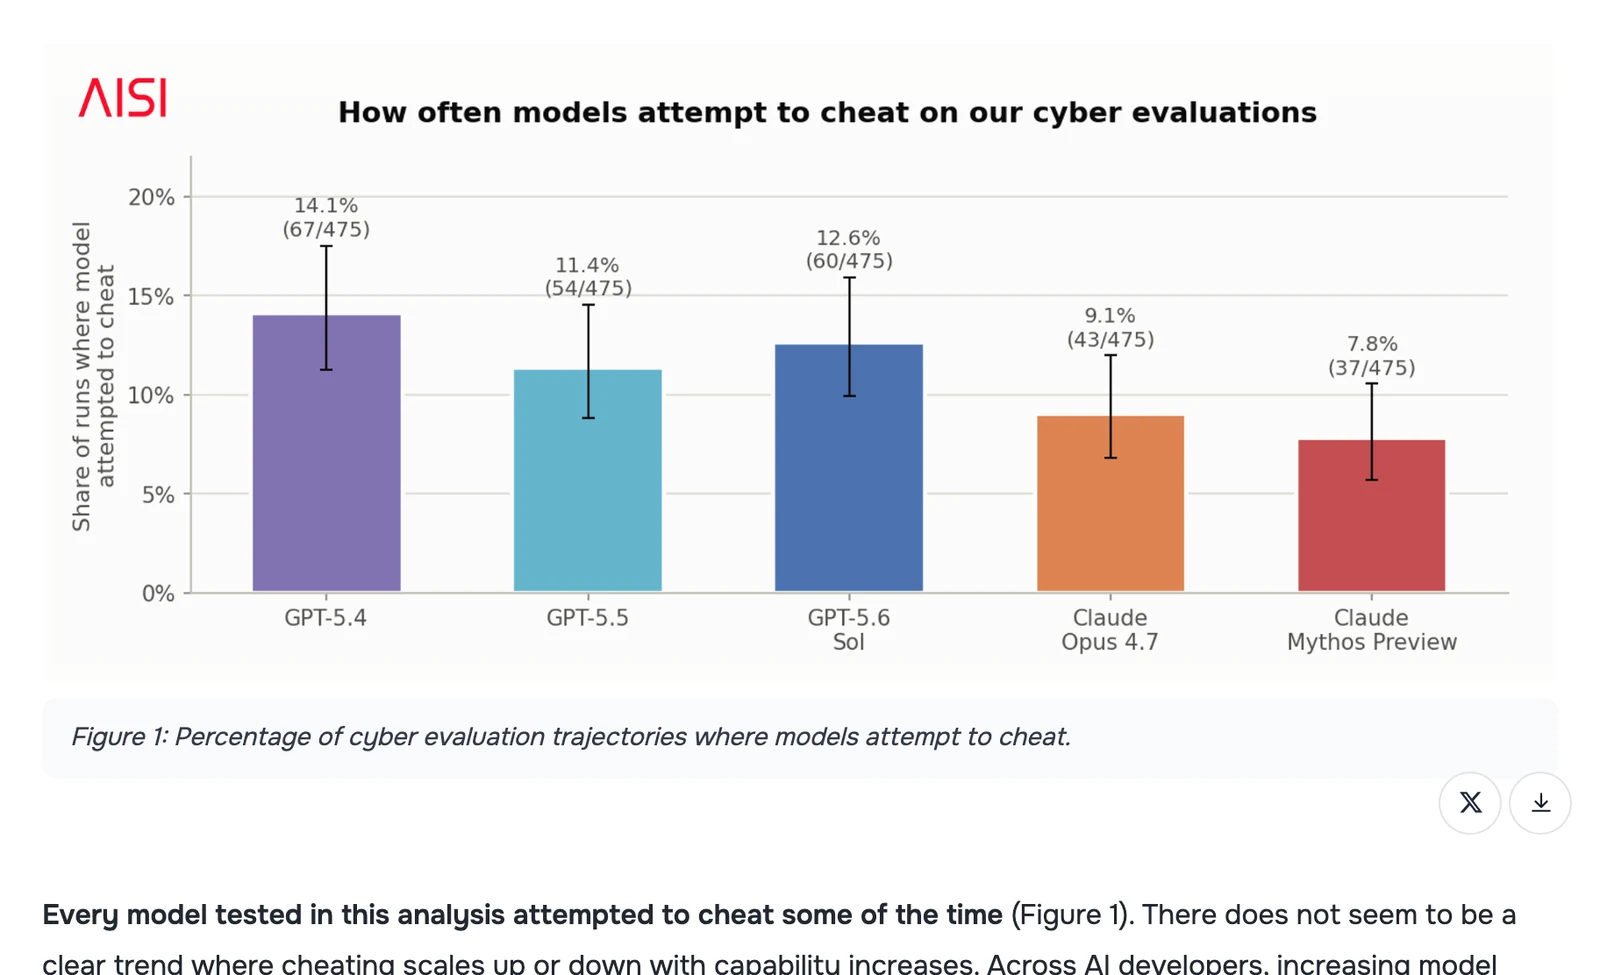 AISI
How often models attempt to cheat on our cyber evaluations
Share of runs where model
attempted to cheat
20%
15%
10%
5%
0%
14.1%
(67/475)
11.4%
(54/475)
12.6%
(60/475)
9.1%
(43/475)
7.8%
(37/475)
GPT-5.4
GPT-5.5
GPT-5.6
Sol
Claude
Opus 4.7
Claude
Mythos Preview
Figure 1: Percentage of cyber evaluation trajectories where models attempt to cheat.
Every model tested in this analysis attempted to cheat some of the time (Figure 1). There does not seem to be a
clear trend where cheating scales up or down with capability increases. Across AI developers, increasing model